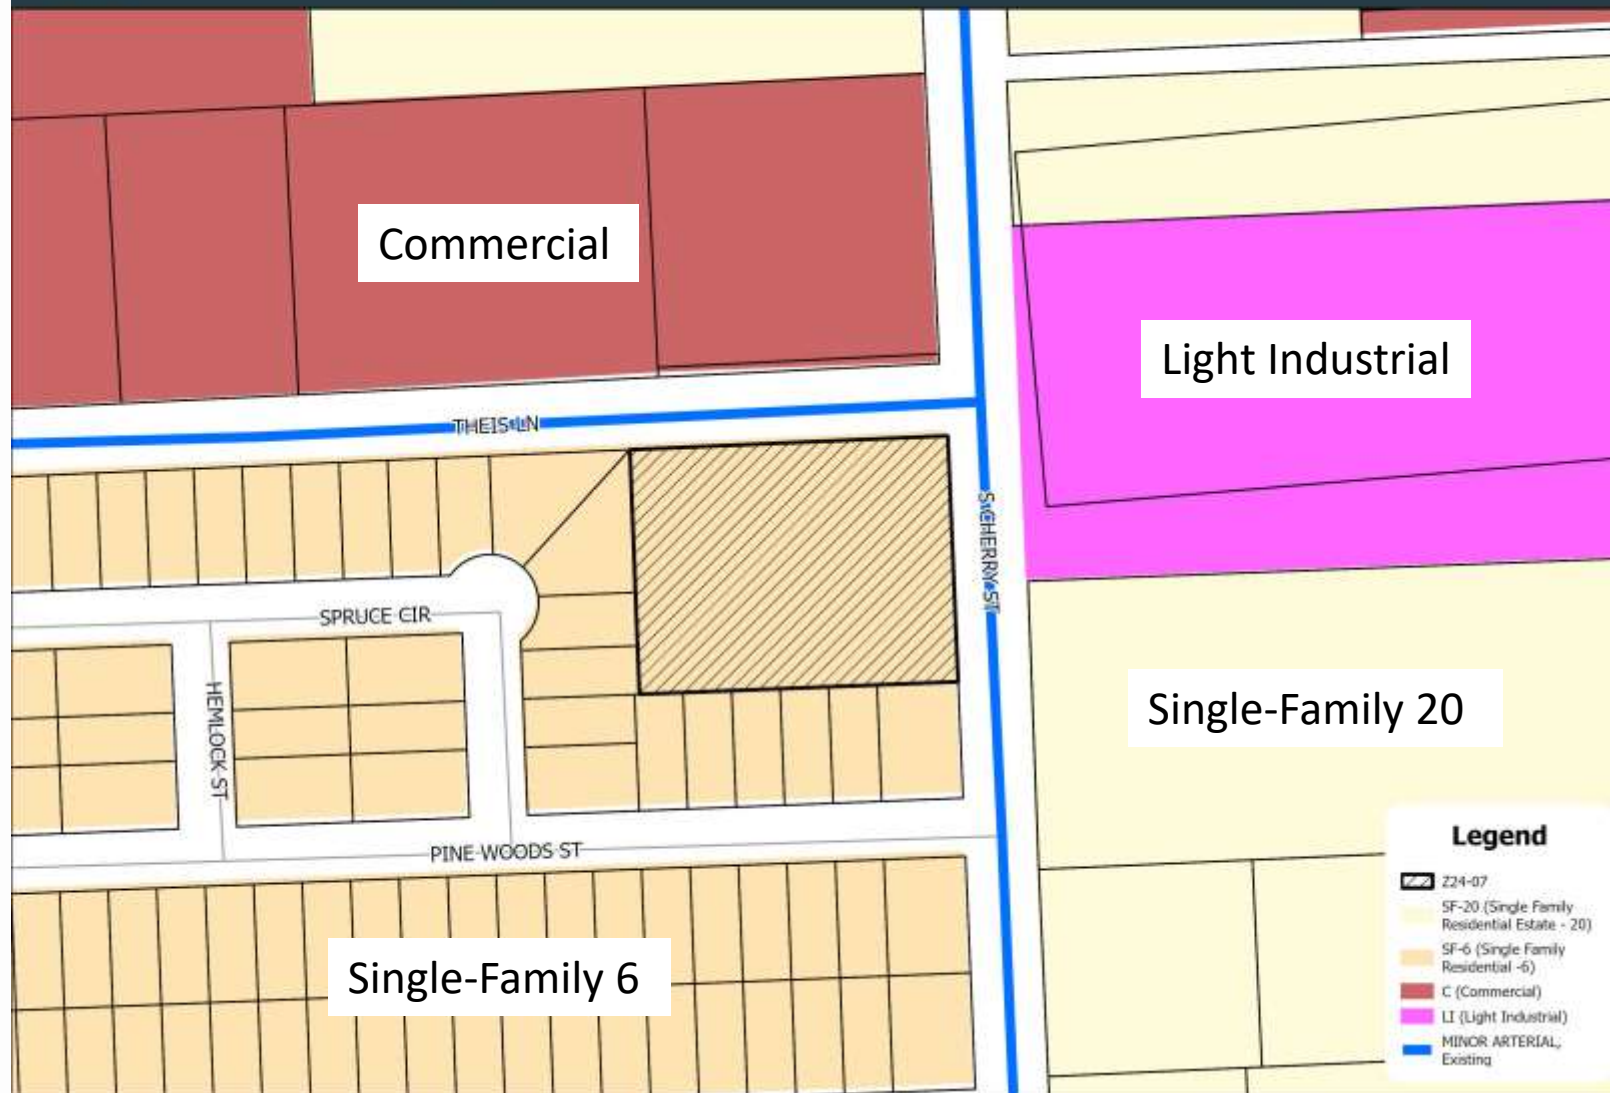 Commercial
Light Industrial
THEIS LN
S CHERRY ST
SPRUCE CIR
HEMLOCK ST
Single-Family 20
PINE WOODS ST
Single-Family 6
Legend
Z24-07
SF-20 (Single Family
Residential Estate - 20)
SF-6 (Single Family
Residential -6)
C (Commercial)
LI (Light Industrial)
MINOR ARTERIAL,
Existing